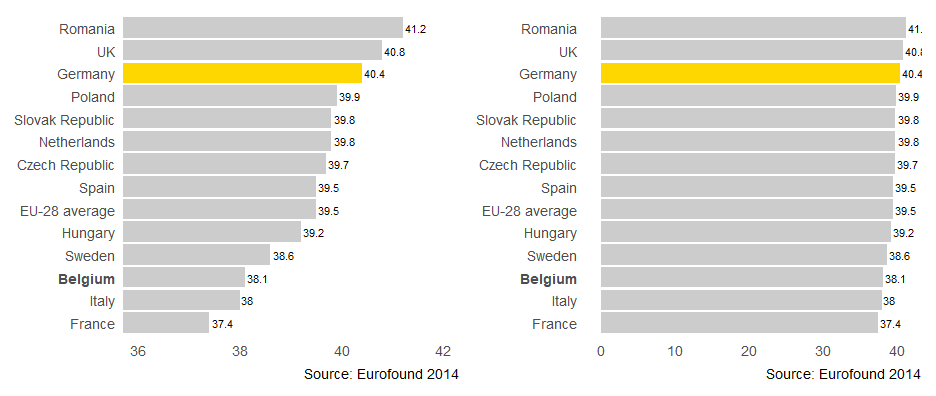 Romania 41.2
UK 40.8
Germany 40.4
Poland 39.9
Slovak Republic 39.8
Netherlands 39.8
Czech Republic 39.7
Spain 39.5
EU-28 average 39.5
Hungary 39.2
Sweden 38.6
Belgium 38.1
Italy 38
France 37.4
36 38 40 42
Source: Eurofound 2014
Romania 41.
UK 40.8
Germany 40.4
Poland 39.9
Slovak Republic 39.8
Netherlands 39.8
Czech Republic 39.7
Spain 39.5
EU-28 average 39.5
Hungary 39.2
Sweden 38.6
Belgium 38.1
Italy 38
France 37.4
0 10 20 30 40
Source: Eurofound 2014